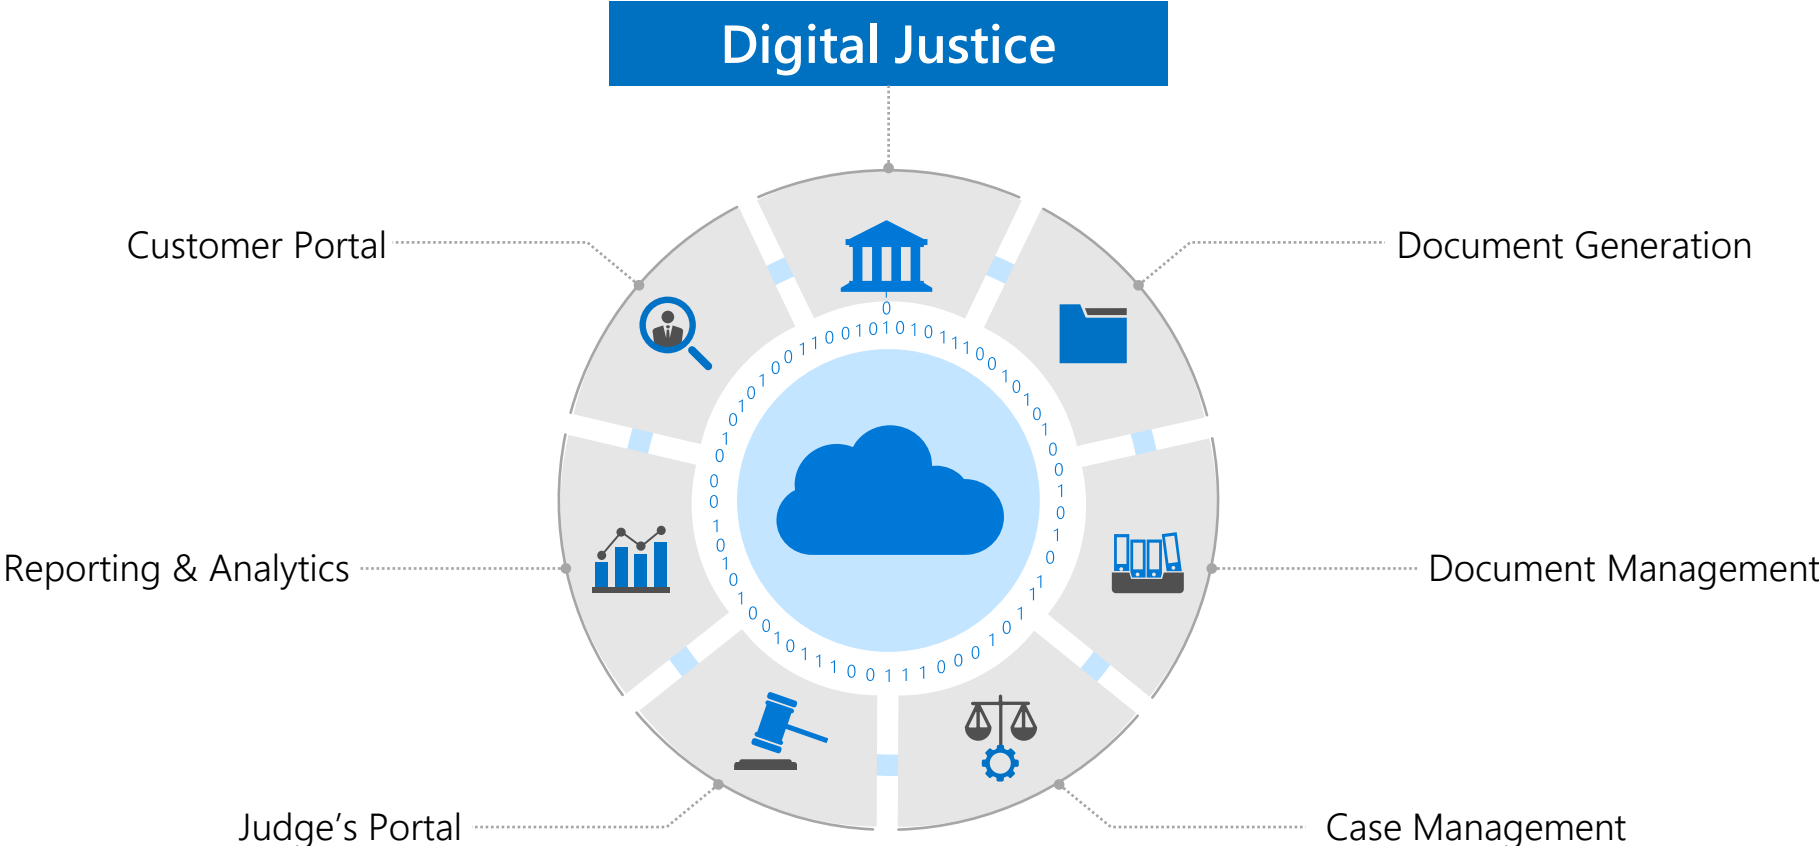 Digital Justice
Customer Portal
Document Generation
Reporting & Analytics
Document Management
Judge's Portal
Case Management